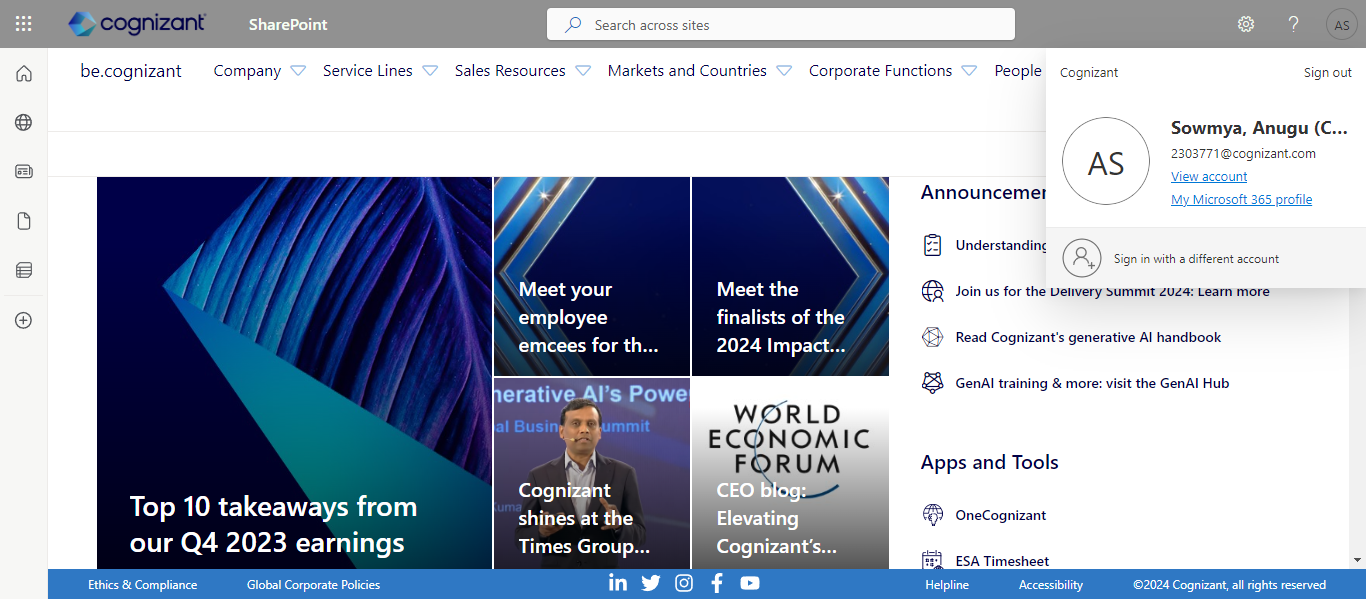 cognizant
SharePoint
Search across sites
?
AS
be.cognizant
Company
Service Lines
Sales Resources
Markets and Countries
Corporate Functions
People
Cognizant
Sign out
AS
Sowmya, Anugu (C...
2303771@cognizant.com
View account
My Microsoft 365 profile
Sign in with a different account
Top 10 takeaways from
our Q4 2023 earnings
Meet your
employee
emcees for th...
Meet the
finalists of the
2024 Impact...
nerative AI's Powe
al Busin
ummit
Cognizant
shines at the
Times Group...
WORLD
ECONOMIC
FORUM
CEO blog:
Elevating
Cognizant's...
Announcemen
Understanding
Join us for the Delivery Summit 2024: Learn more
Read Cognizant's generative AI handbook
GenAI training & more: visit the GenAI Hub
Apps and Tools
OneCognizant
ESA Timesheet
Ethics & Compliance
Global Corporate Policies
in
f
Helpline
Accessibility
©2024 Cognizant, all rights reserved